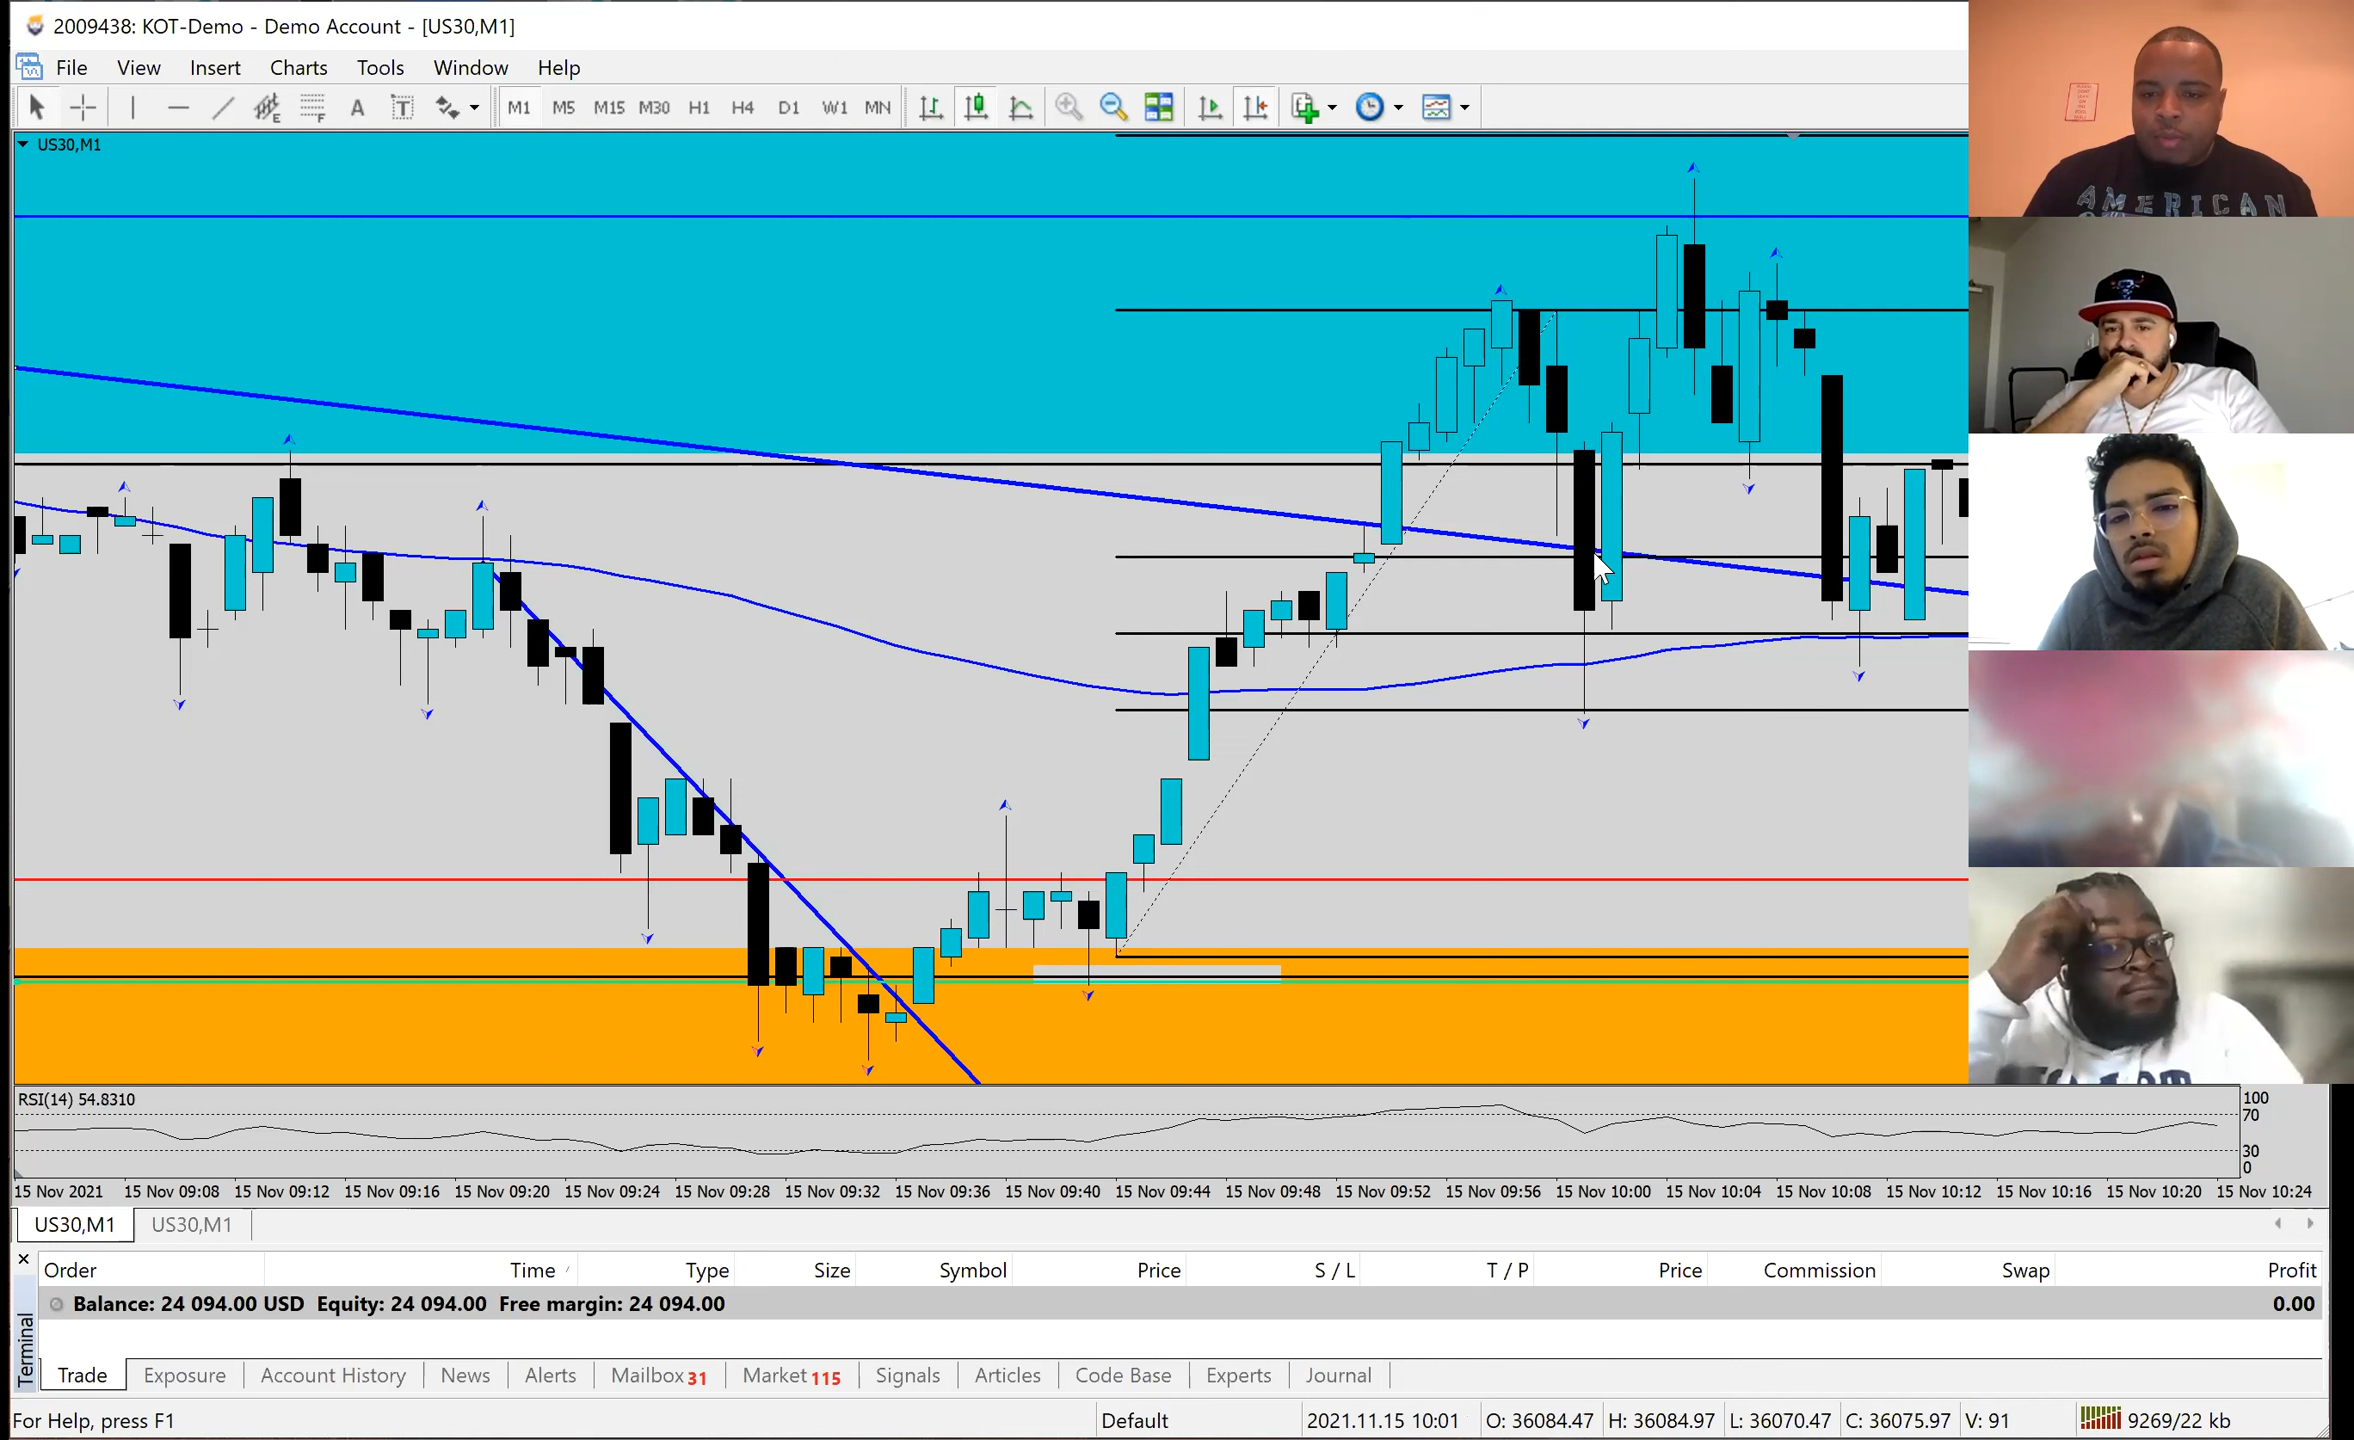 2009438: KOT-Demo - Demo Account - [US30,M1]
File View Insert Charts Tools Window Help
A T E F M1 M5 M15 M30 H1 H4 D1 W1 MN
US30,M1
AMERICAN
RSI(14) 54.8310
100
70
30
0
15 Nov 2021 15 Nov 09:08 15 Nov 09:12 15 Nov 09:16 15 Nov 09:20 15 Nov 09:24 15 Nov 09:28 15 Nov 09:32 15 Nov 09:36 15 Nov 09:40 15 Nov 09:44 15 Nov 09:48 15 Nov 09:52 15 Nov 09:56 15 Nov 10:00 15 Nov 10:04 15 Nov 10:08 15 Nov 10:12 15 Nov 10:16 15 Nov 10:20 15 Nov 10:24
US30,M1 US30,M1
Order Time Type Size Symbol Price S / L T / P Price Commission Swap Profit
Balance: 24 094.00 USD Equity: 24 094.00 Free margin: 24 094.00 0.00
Terminal
Trade Exposure Account History News Alerts Mailbox 31 Market 115 Signals Articles Code Base Experts Journal
For Help, press F1 Default 2021.11.15 10:01 O: 36084.47 H: 36084.97 L: 36070.47 C: 36075.97 V: 91 9269/22 kb